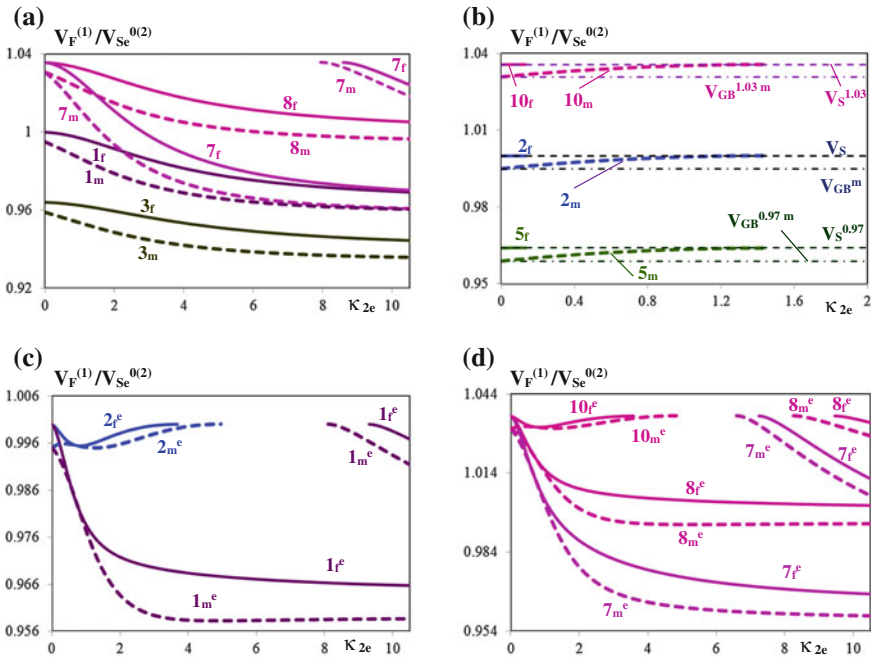 (a)
V_F^(1)/V_Se^0(2)
1.04
1
0.96
0.92
0 2 4 6 8 10
κ_2e
7_m
1_f
1_m
3_f
3_m
7_f
8_f
8_m
7_m
7_f
(b)
V_F^(1)/V_Se^0(2)
1.04
1.00
0.99
0.95
0 0.4 0.8 1.2 1.6 2
κ_2e
10_f
10_m
V_GB^1.03 m
V_S^1.03
2_f
2_m
V_S
V_GB^m
5_f
5_m
V_GB^0.97 m
V_S^0.97
(c)
V_F^(1)/V_Se^0(2)
1.006
0.996
0.986
0.976
0.966
0.956
0 2 4 6 8 10
κ_2e
2_f^e
2_m^e
1_f^e
1_m^e
1_f^e
1_m^e
(d)
V_F^(1)/V_Se^0(2)
1.044
1.014
0.984
0.954
0 2 4 6 8 10
κ_2e
10_f^e
10_m^e
8_m^e
8_f^e
7_m^e
7_f^e
8_f^e
8_m^e
7_f^e
7_m^e